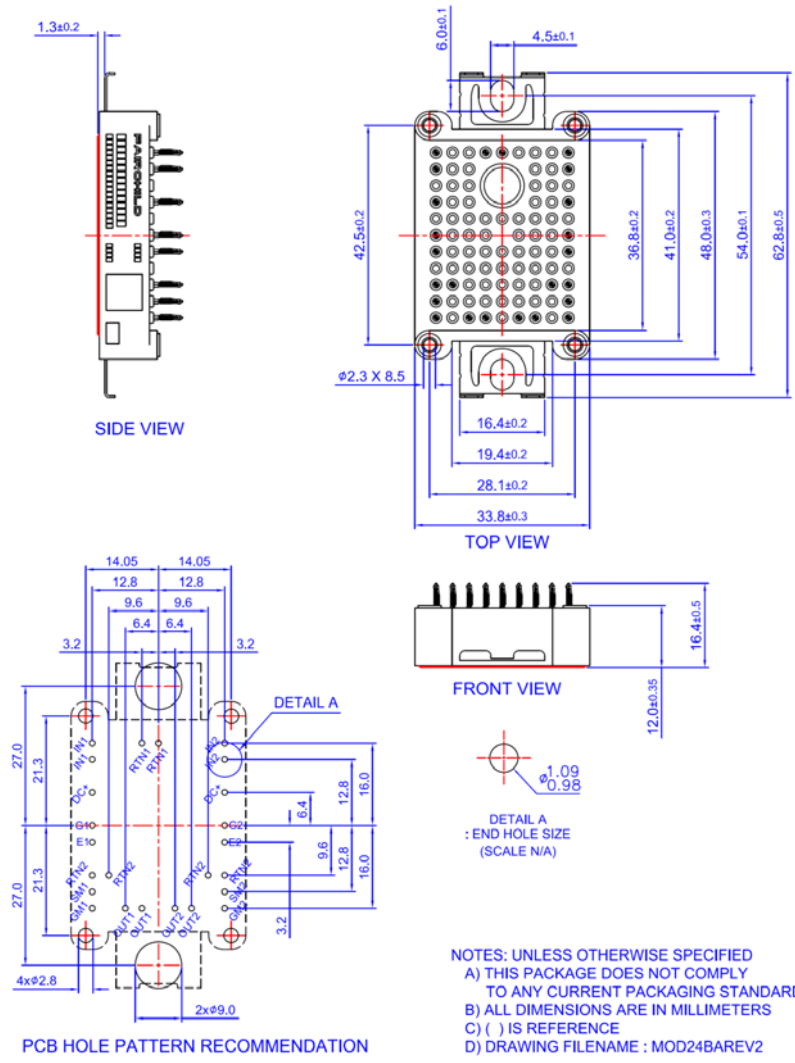 1.3±0.2
FAIRCHILD
SIDE VIEW
6.0±0.1
4.5±0.1
42.5±0.2
36.8±0.2
41.0±0.2
48.0±0.3
54.0±0.1
62.8±0.5
ø2.3 X 8.5
16.4±0.2
19.4±0.2
28.1±0.2
33.8±0.3
TOP VIEW
14.05 14.05
12.8 12.8
9.6 9.6
6.4 6.4
3.2 3.2
DETAIL A
27.0
21.3
IN1
IN1
RTN1
RTN1
IN2
IN2
DC+
DC+
G1
G2
E1
E2
RTN2
RTN2
RTN2
RTN2
SM1
SM2
GM1
OUT1
OUT1
OUT2
OUT2
GM2
16.0
12.8
6.4
9.6
12.8
16.0
3.2
27.0
21.3
4xø2.8
2xø9.0
PCB HOLE PATTERN RECOMMENDATION
16.4±0.5
12.0±0.35
FRONT VIEW
ø1.09
0.98
DETAIL A
: END HOLE SIZE
(SCALE N/A)
NOTES: UNLESS OTHERWISE SPECIFIED
A) THIS PACKAGE DOES NOT COMPLY
TO ANY CURRENT PACKAGING STANDARD
B) ALL DIMENSIONS ARE IN MILLIMETERS
C) ( ) IS REFERENCE
D) DRAWING FILENAME : MOD24BAREV2